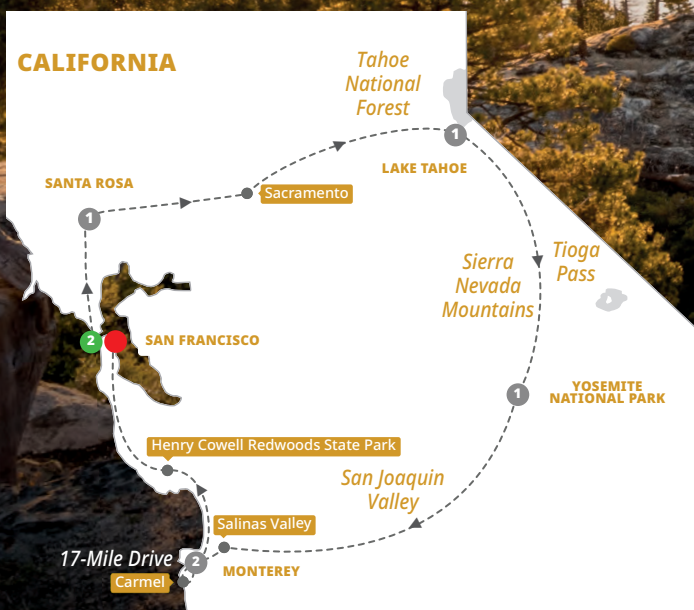 CALIFORNIA
Tahoe
National
Forest
1
LAKE TAHOE
SANTA ROSA
1
Sacramento
Sierra
Nevada
Mountains
Tioga
Pass
2
SAN FRANCISCO
1
YOSEMITE
NATIONAL PARK
Henry Cowell Redwoods State Park
San Joaquin
Valley
Salinas Valley
17-Mile Drive
2
MONTEREY
Carmel